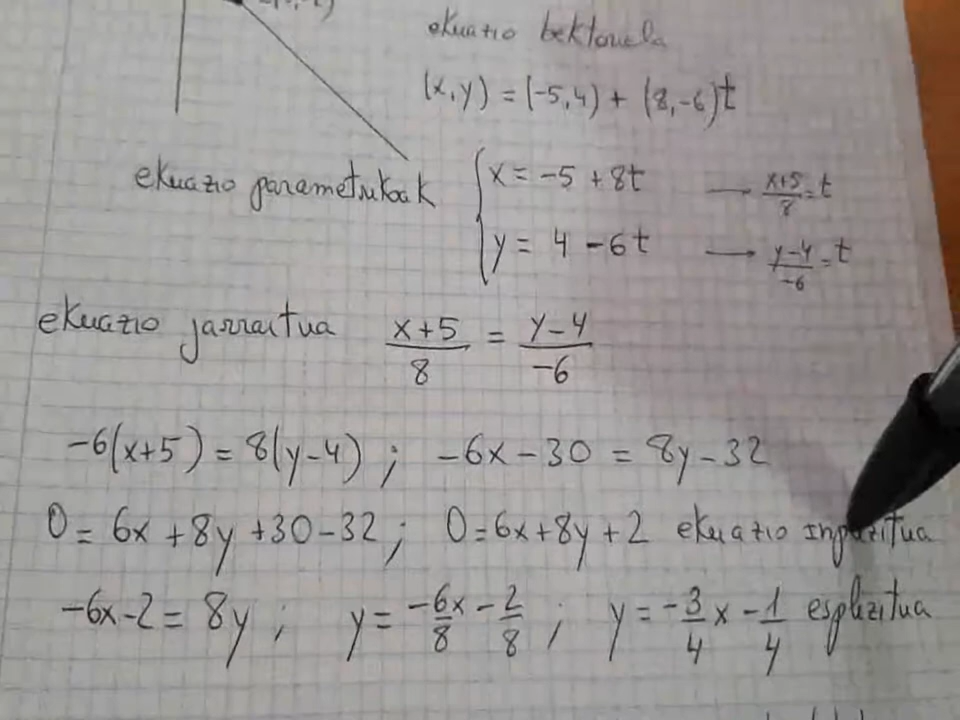 ekuazio bektoriela
(x,y) = (-5,4) + (8,-6)t
ekuazio parametrikoak { x = -5 + 8t → x+5/8 = t
y = 4 - 6t → y-4/-6 = t
ekuazio jarraitua x+5/8 = y-4/-6
-6(x+5) = 8(y-4) ; -6x-30 = 8y-32
0 = 6x + 8y + 30 - 32 ; 0 = 6x + 8y + 2 ekuazio inplizitua
-6x-2 = 8y ; y = -6x/8 - 2/8 ; y = -3/4 x - 1/4 esplizitua